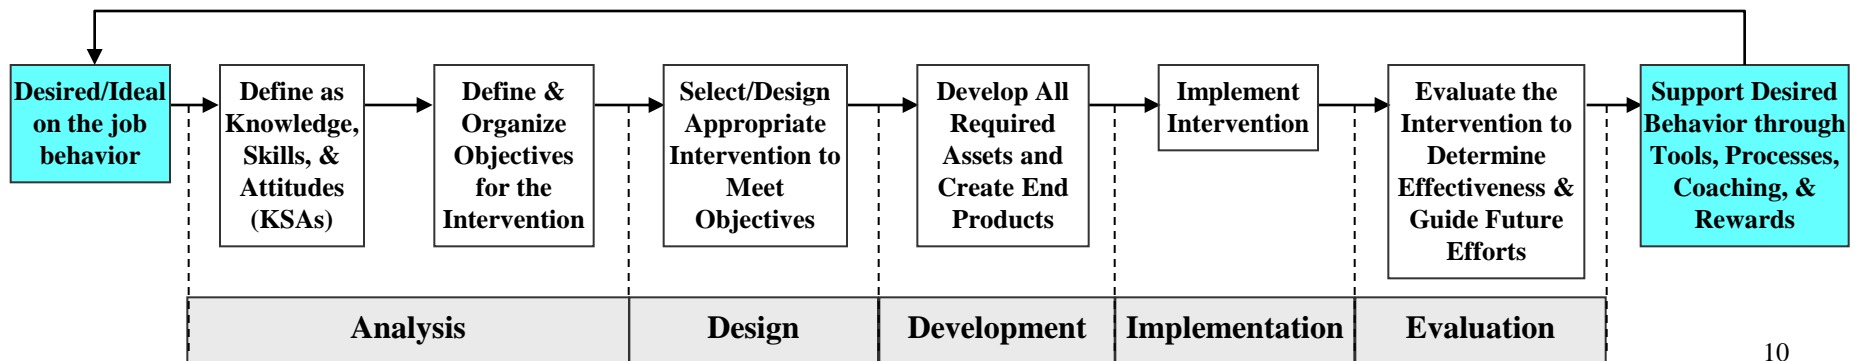 Desired/Ideal
on the job
behavior
Define as
Knowledge,
Skills, &
Attitudes
(KSAs)
Define &
Organize
Objectives
for the
Intervention
Select/Design
Appropriate
Intervention to
Meet
Objectives
Develop All
Required
Assets and
Create End
Products
Implement
Intervention
Evaluate the
Intervention to
Determine
Effectiveness &
Guide Future
Efforts
Support Desired
Behavior through
Tools, Processes,
Coaching, &
Rewards
Analysis
Design
Development
Implementation
Evaluation
10